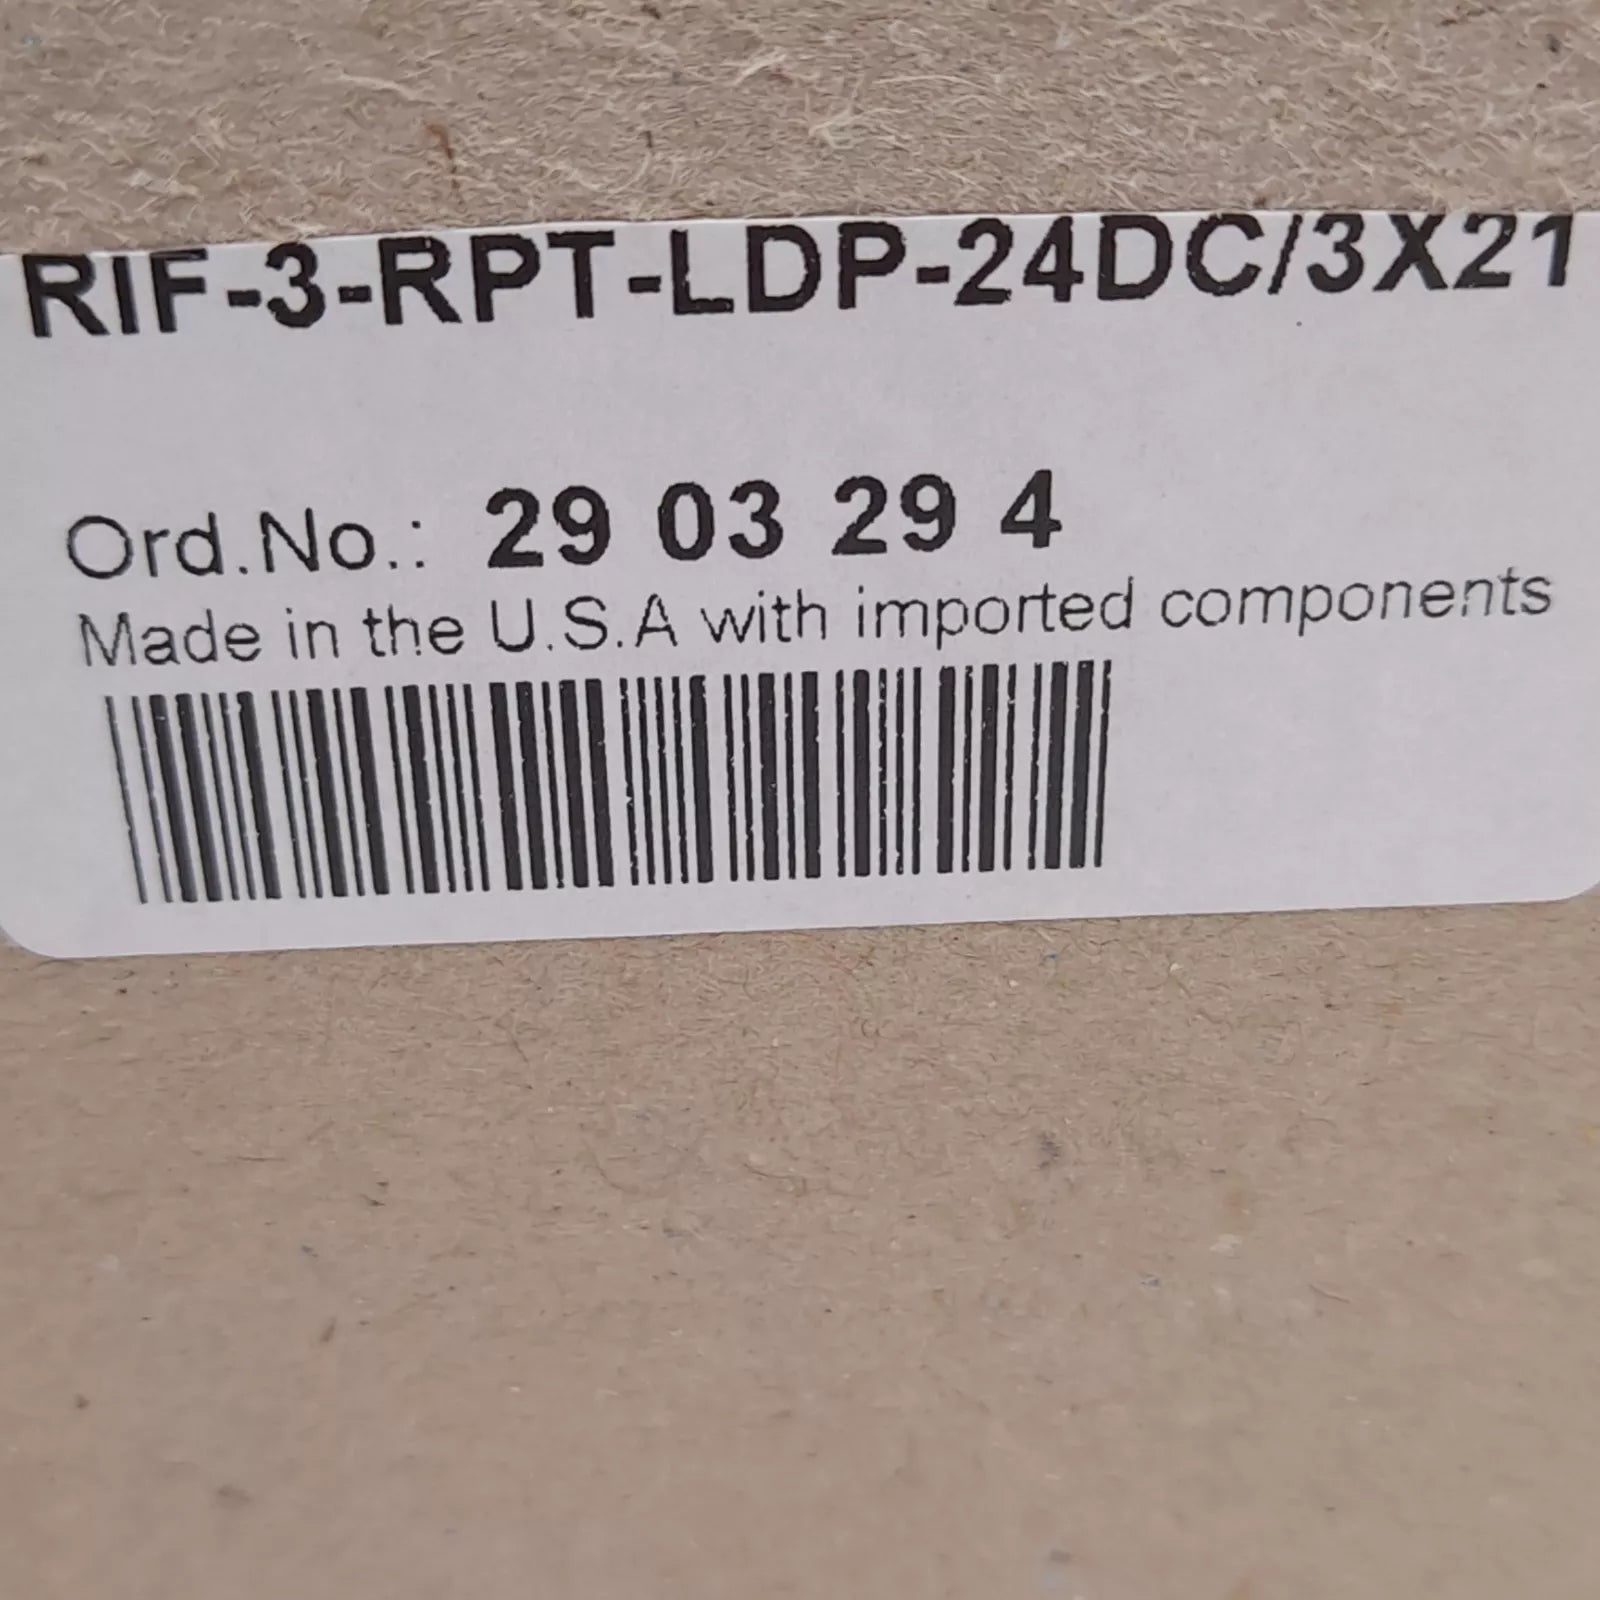 RIF-3-RPT-LDP-24DC/3X21
Ord.No.: 29 03 29 4
Made in the U.S.A with imported components